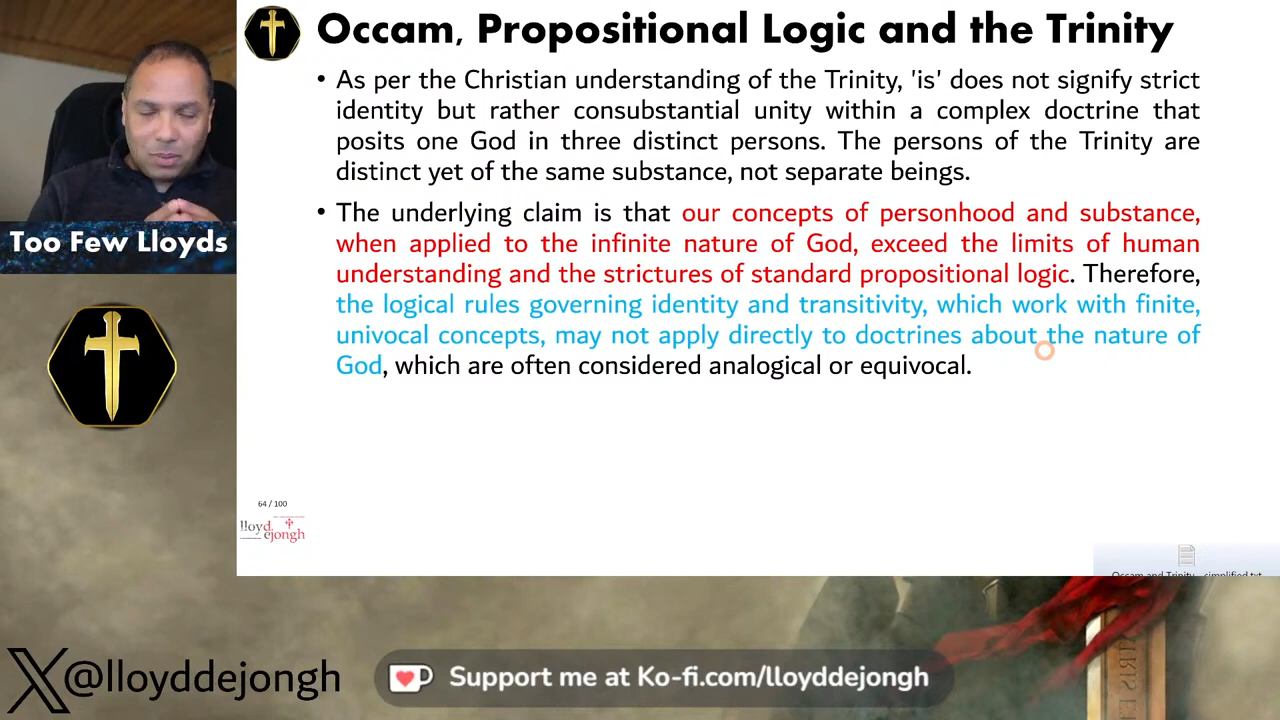 Occam, Propositional Logic and the Trinity
• As per the Christian understanding of the Trinity, 'is' does not signify strict
identity but rather consubstantial unity within a complex doctrine that
posits one God in three distinct persons. The persons of the Trinity are
distinct yet of the same substance, not separate beings.
• The underlying claim is that our concepts of personhood and substance,
when applied to the infinite nature of God, exceed the limits of human
understanding and the strictures of standard propositional logic. Therefore,
the logical rules governing identity and transitivity, which work with finite,
univocal concepts, may not apply directly to doctrines about the nature of
God, which are often considered analogical or equivocal.
Too Few Lloyds
64 / 100
lloyd
ejongh
Occam and Trinity - simplified.txt
X@lloyddejongh
Support me at Ko-fi.com/lloyddejongh